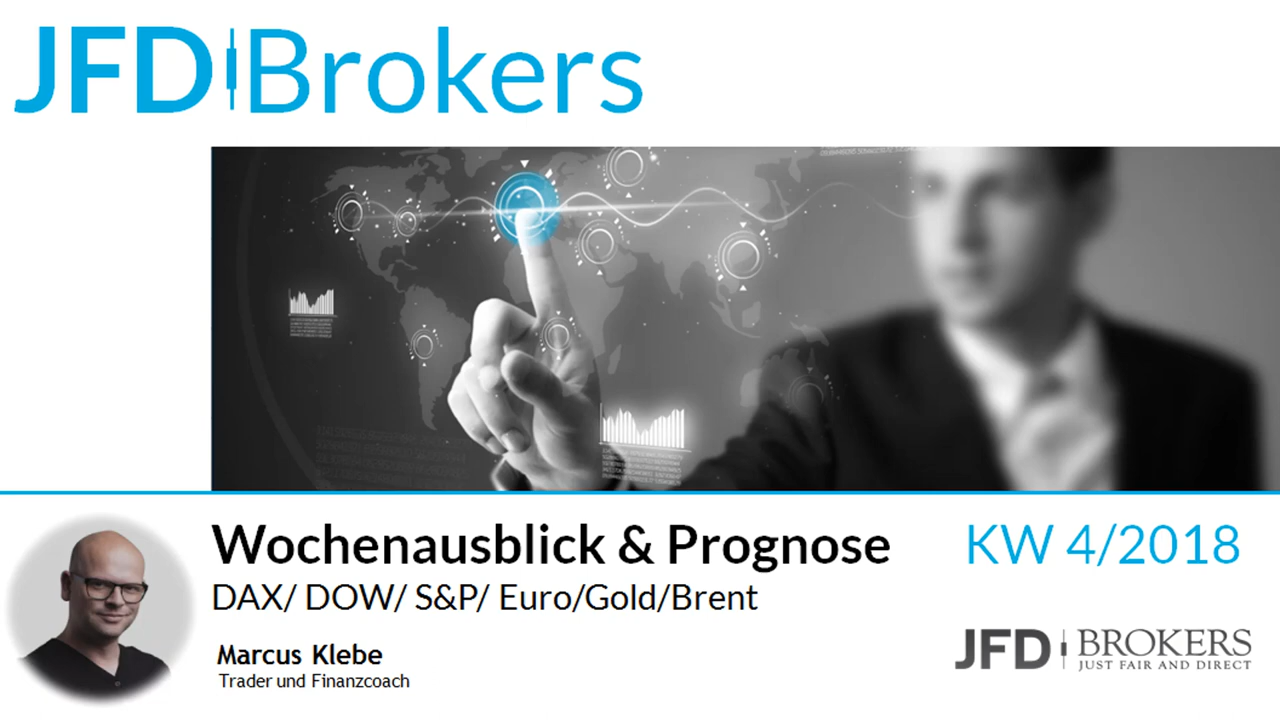 JFD Brokers
Wochenausblick & Prognose
KW 4/2018
DAX/ DOW/ S&P/ Euro/Gold/Brent
Marcus Klebe
Trader und Finanzcoach
JFD BROKERS
JUST FAIR AND DIRECT